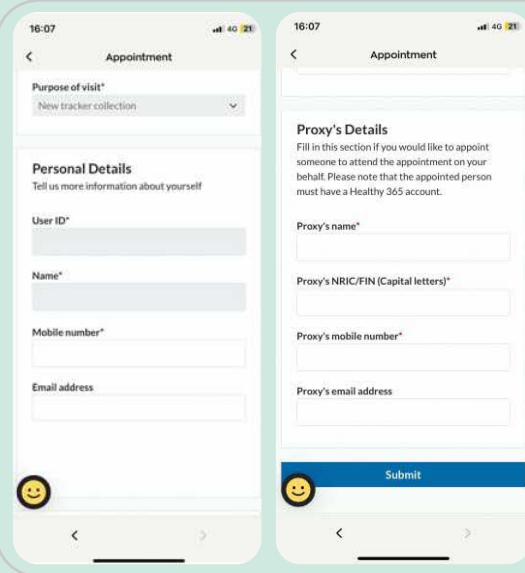 16:07
4G 21
Appointment
Purpose of visit*
New tracker collection
Personal Details
Tell us more information about yourself
User ID*
Name*
Mobile number*
Email address
16:07
4G 21
Appointment
Proxy's Details
Fill in this section if you would like to appoint
someone to attend the appointment on your
behalf. Please note that the appointed person
must have a Healthy 365 account.
Proxy's name*
Proxy's NRIC/FIN (Capital letters)*
Proxy's mobile number*
Proxy's email address
Submit